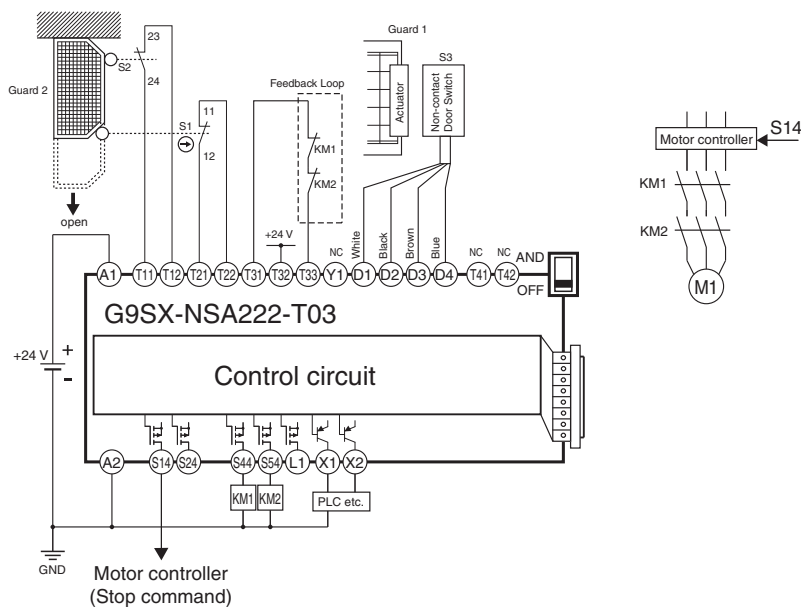 Guard 2
S2
23
24
S1
11
12
open
Feedback Loop
KM1
KM2
Guard 1
Actuator
S3
Non-contact
Door Switch
Motor controller
S14
KM1
KM2
M1
+24 V
NC
White
Black
Brown
Blue
NC
NC
AND
OFF
A1
T11
T12
T21
T22
T31
T32
T33
Y1
D1
D2
D3
D4
T41
T42
G9SX-NSA222-T03
+24 V
+
-
Control circuit
A2
S14
S24
S44
S54
L1
X1
X2
KM1
KM2
PLC etc.
GND
Motor controller
(Stop command)